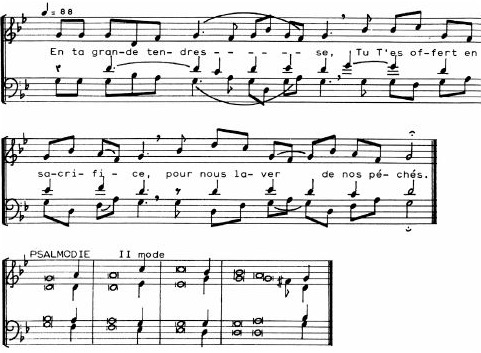 ♩ = 88
En ta gran-de ten-dres- - - - - - se, Tu T'es of-fert en
sa-cri-fi-ce, pour nous la-ver de nos pé-chés.
PSALMODIE II mode